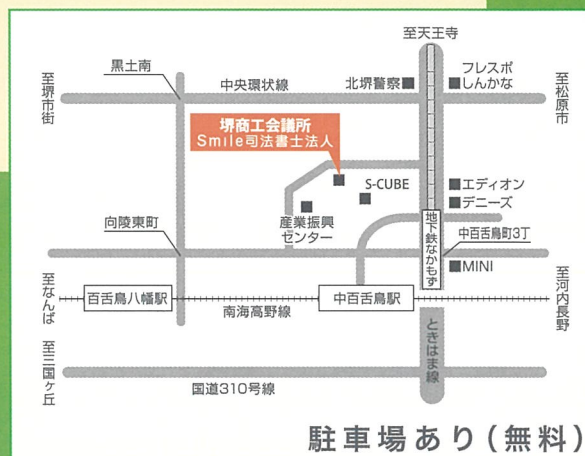 至天王寺
黒土南
中央環状線
北堺警察
フレスポ
しんかな
至堺市街
至松原市
堺商工会議所
Smile司法書士法人
S-CUBE
エディオン
デニーズ
産業振興
センター
地下鉄なかもず
向陵東町
中百舌鳥町3丁
MINI
至なんば
百舌鳥八幡駅
南海高野線
中百舌鳥駅
至河内長野
至三国ヶ丘
ときはま線
国道310号線
駐車場あり(無料)